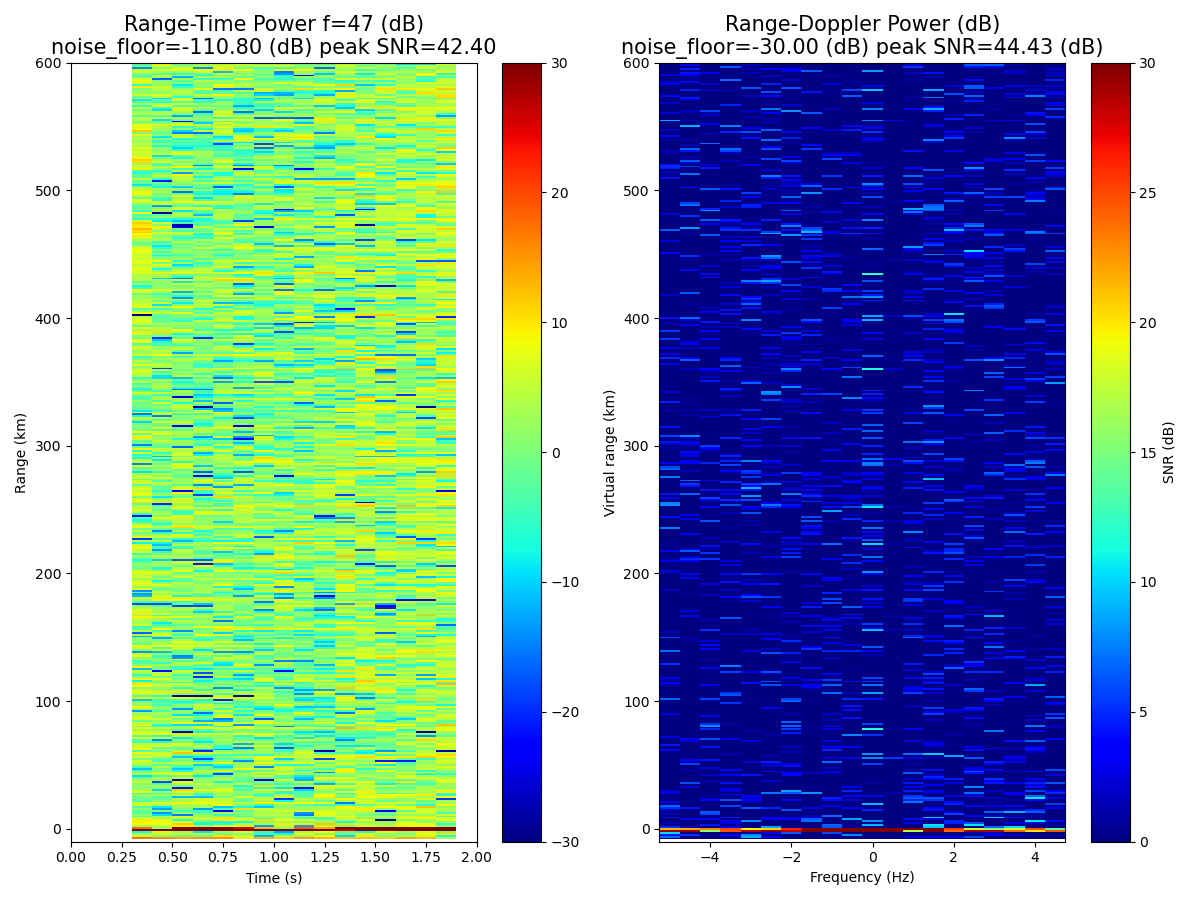 Range-Time Power f=47 (dB)
noise_floor=-110.80 (dB) peak SNR=42.40
Range-Doppler Power (dB)
noise_floor=-30.00 (dB) peak SNR=44.43 (dB)
600
500
400
300
200
100
0
Range (km)
0.00 0.25 0.50 0.75 1.00 1.25 1.50 1.75 2.00
Time (s)
30
20
10
0
−10
−20
−30
600
500
400
300
200
100
0
Virtual range (km)
−4 −2 0 2 4
Frequency (Hz)
30
25
20
15
10
5
0
SNR (dB)